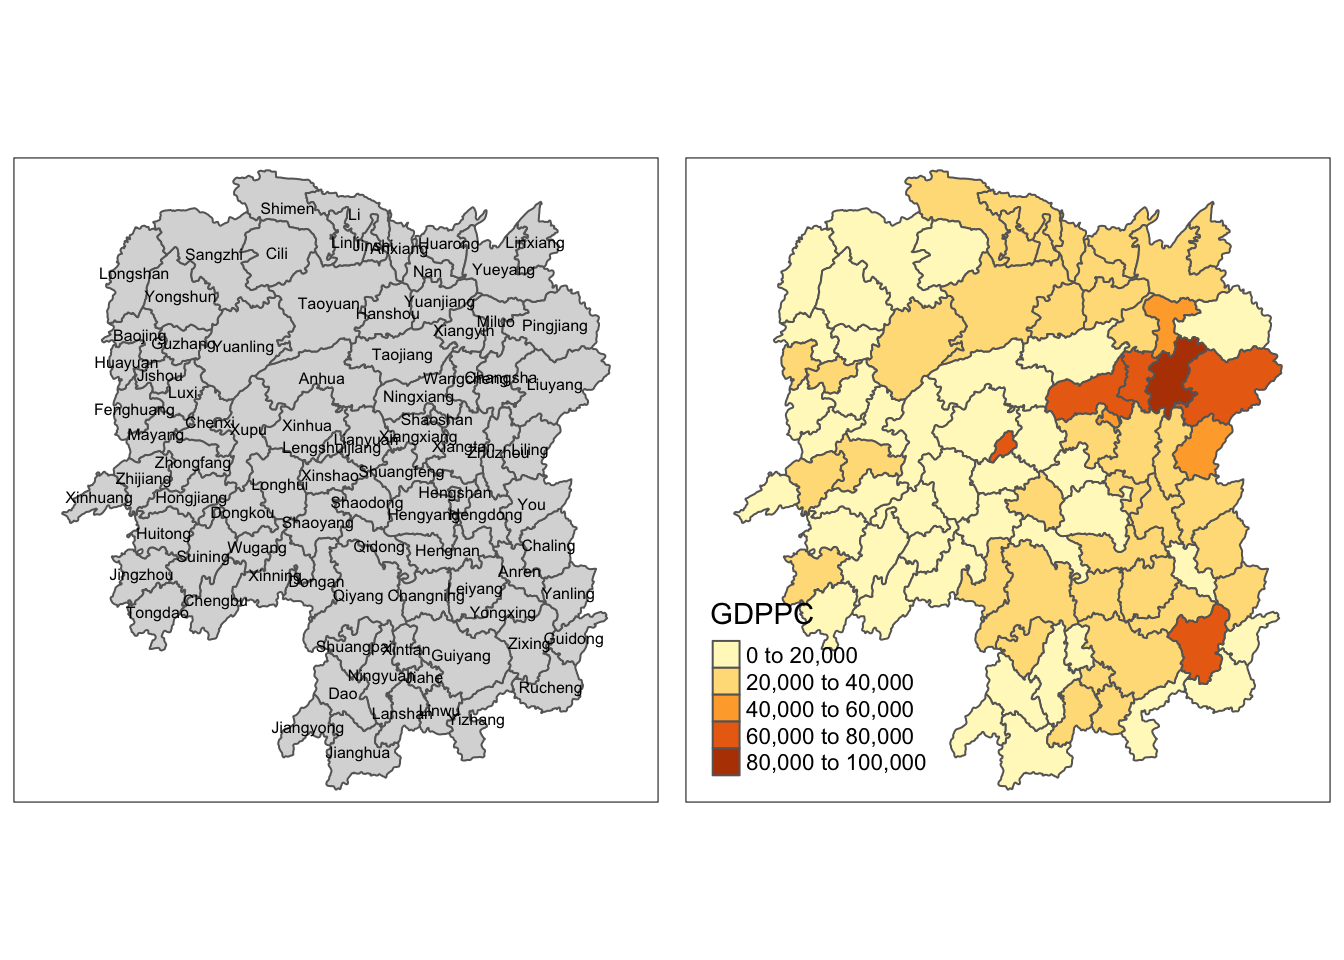 Shimen
Li
Linli
Jinshi
Anxiang
Huarong
Linxiang
Sangzhi
Cili
Nan
Yueyang
Longshan
Yongshun
Taoyuan
Hanshou
Yuanjiang
Xiangyin
Miluo
Pingjiang
Baojing
Guzhang
Yuanling
Huayuan
Jishou
Taojiang
Luxi
Anhua
Wangcheng
Changsha
Liuyang
Ningxiang
Fenghuang
Chenxi
Xupu
Xinhua
Shaoshan
Mayang
Lianyuan
Xiangxiang
Lengshuijiang
Xiangtan
Zhuzhou
Liling
Zhongfang
Zhijiang
Xinshao
Shuangfeng
Xinhuang
Hongjiang
Longhui
Hengshan
Shaodong
You
Dongkou
Hengyang
Hengdong
Shaoyang
Huitong
Suining
Wugang
Qidong
Hengnan
Chaling
Jingzhou
Xinning
Dongan
Anren
Tongdao
Chengbu
Qiyang
Changning
Leiyang
Yanling
Yongxing
Shuangpai
Xintian
Guiyang
Zixing
Guidong
Ningyuan
Jiahe
Dao
Rucheng
Lanshan
Linwu
Yizhang
Jiangyong
Jianghua
GDPPC
0 to 20,000
20,000 to 40,000
40,000 to 60,000
60,000 to 80,000
80,000 to 100,000